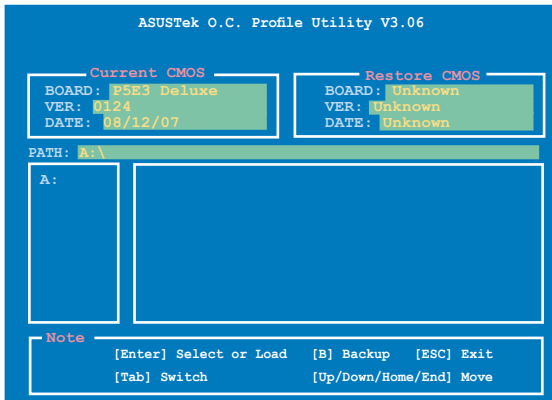 ASUSTek O.C. Profile Utility V3.06
Current CMOS
BOARD: P5E3 Deluxe
VER: 0124
DATE: 08/12/07
Restore CMOS
BOARD: Unknown
VER: Unknown
DATE: Unknown
PATH: A:\
A:
Note
[Enter] Select or Load [B] Backup [ESC] Exit
[Tab] Switch [Up/Down/Home/End] Move